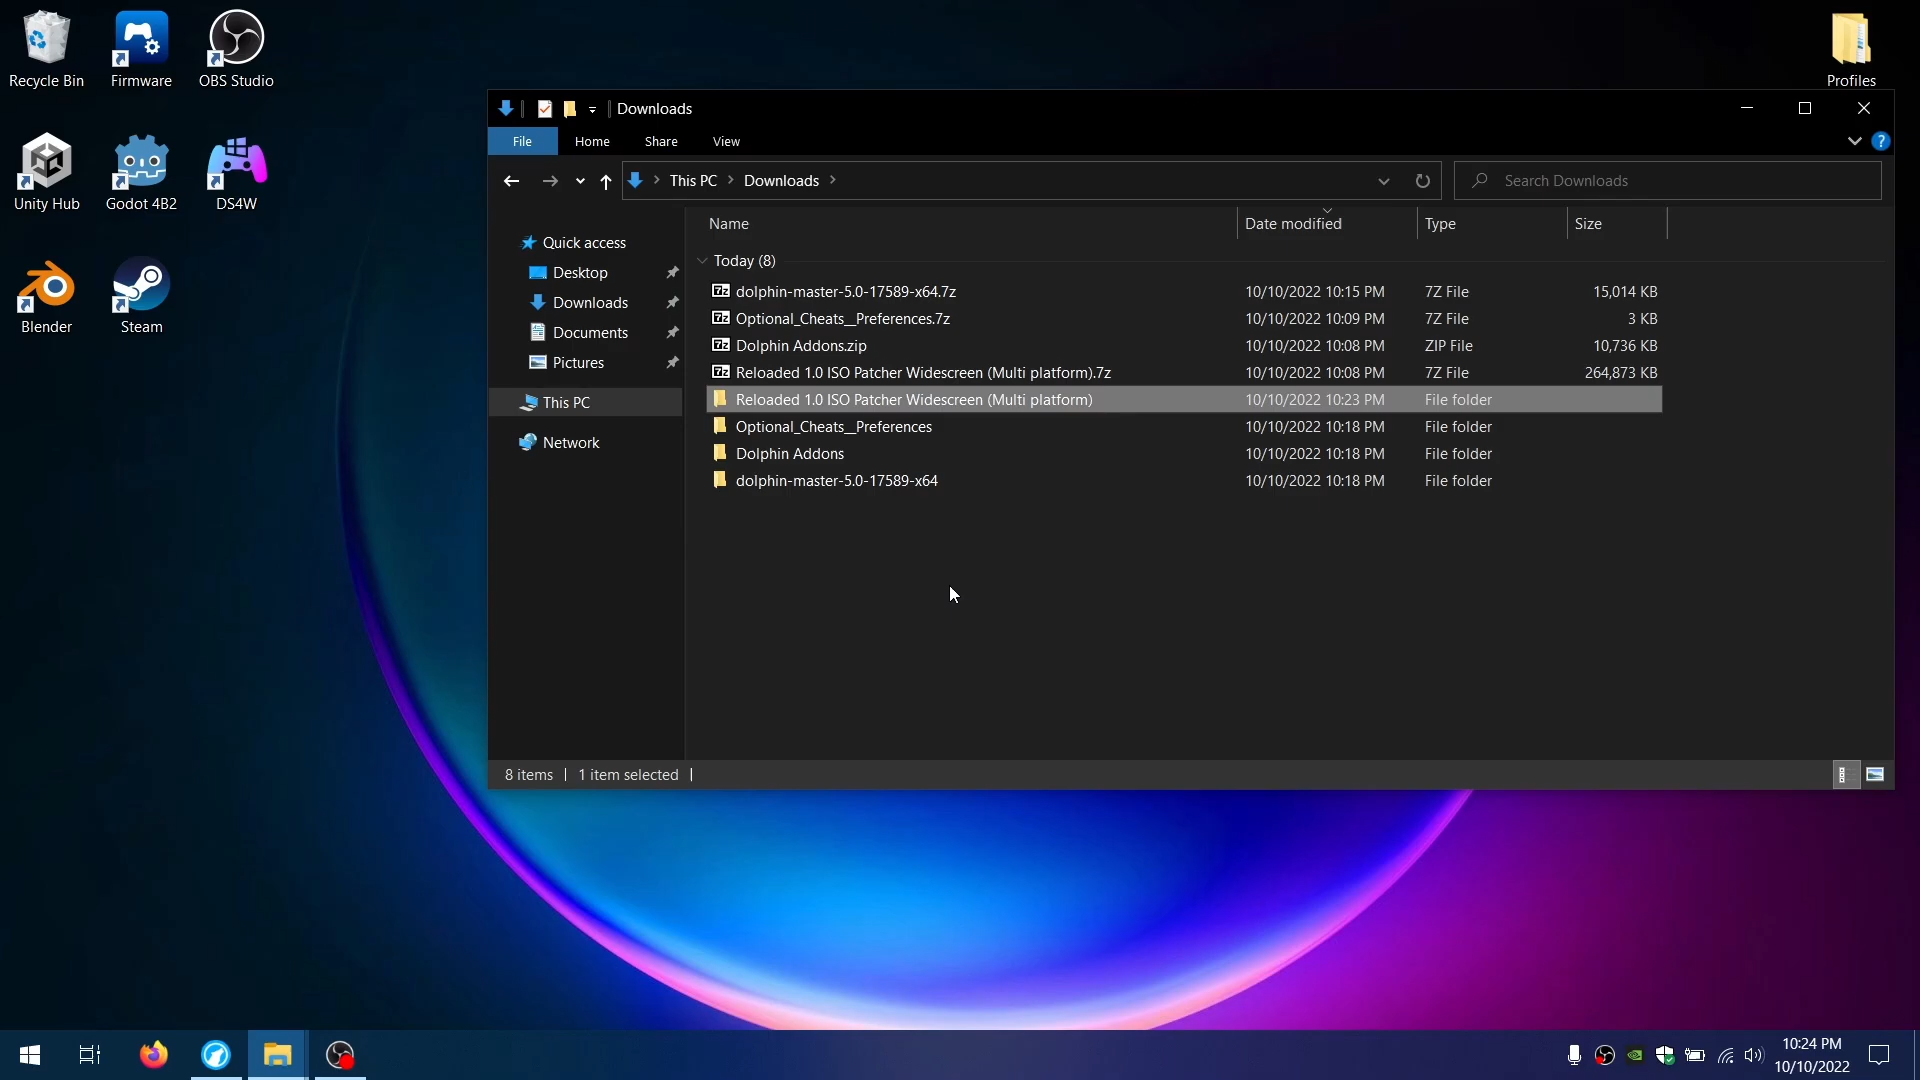 Recycle Bin
Firmware
OBS Studio
Profiles
Unity Hub
Godot 4B2
DS4W
Blender
Steam
Downloads
File Home Share View
This PC Downloads
Search Downloads
Name Date modified Type Size
Quick access
Desktop
Downloads
Documents
Pictures
This PC
Network
Today (8)
dolphin-master-5.0-17589-x64.7z 10/10/2022 10:15 PM 7Z File 15,014 KB
Optional_Cheats__Preferences.7z 10/10/2022 10:09 PM 7Z File 3 KB
Dolphin Addons.zip 10/10/2022 10:08 PM ZIP File 10,736 KB
Reloaded 1.0 ISO Patcher Widescreen (Multi platform).7z 10/10/2022 10:08 PM 7Z File 264,873 KB
Reloaded 1.0 ISO Patcher Widescreen (Multi platform) 10/10/2022 10:23 PM File folder
Optional_Cheats__Preferences 10/10/2022 10:18 PM File folder
Dolphin Addons 10/10/2022 10:18 PM File folder
dolphin-master-5.0-17589-x64 10/10/2022 10:18 PM File folder
8 items 1 item selected
10:24 PM
10/10/2022